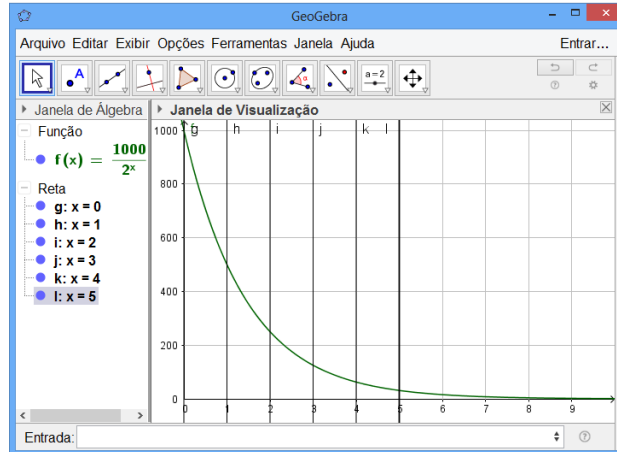 GeoGebra
Arquivo Editar Exibir Opções Ferramentas Janela Ajuda Entrar...
A α a=2
Janela de Álgebra
Função
f(x) = 1000 / 2ˣ
Reta
g: x = 0
h: x = 1
i: x = 2
j: x = 3
k: x = 4
l: x = 5
Janela de Visualização
g h i j k l
1000
800
600
400
200
0
0 1 2 3 4 5 6 7 8 9
Entrada: